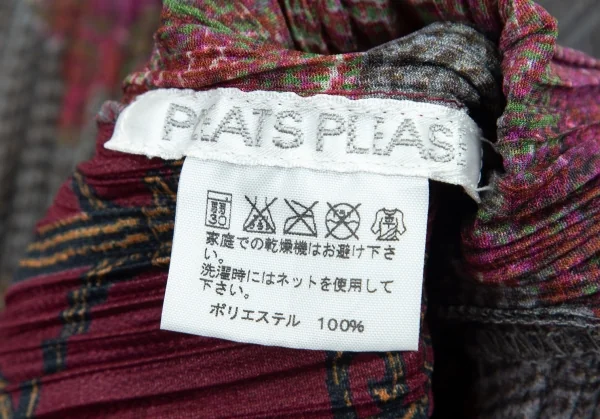 PLEATS PLEAS
家庭での乾燥機はお避け下さ
い。
洗濯時にはネットを使用して
下さい。
ポリエステル 100%